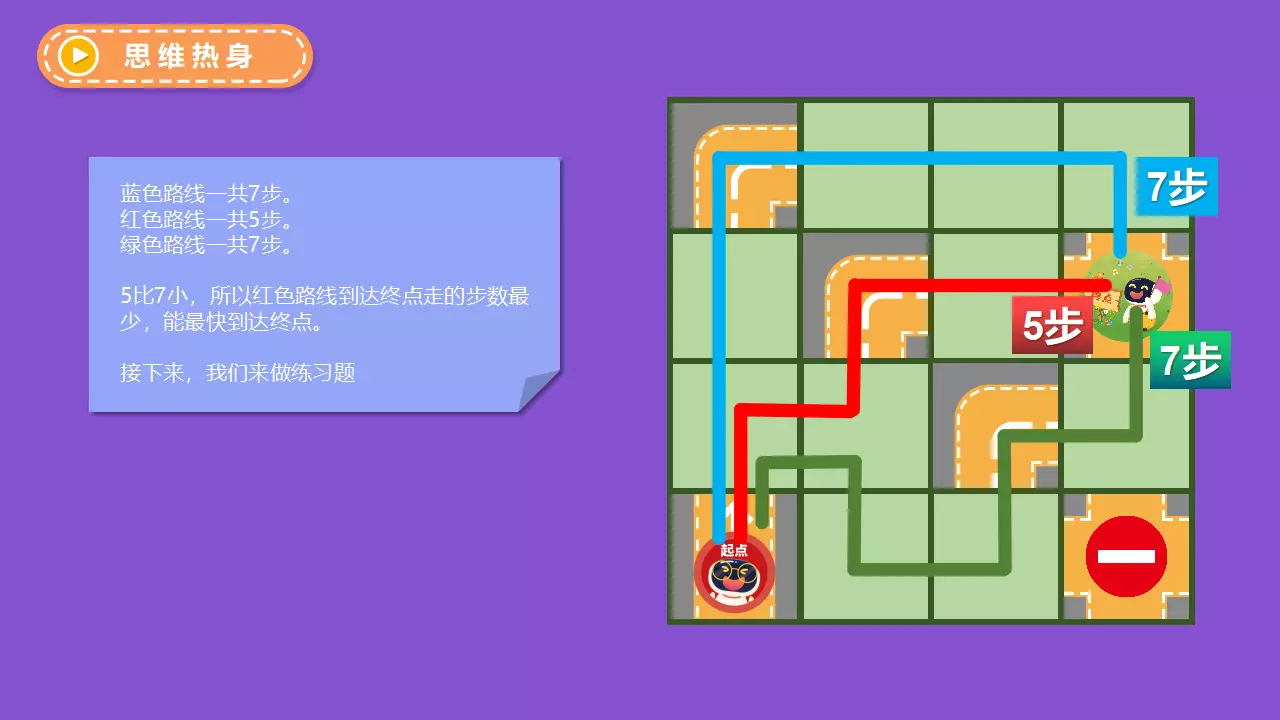 思维热身
蓝色路线一共7步。
红色路线一共5步。
绿色路线一共7步。
5比7小，所以红色路线到达终点走的步数最
少，能最快到达终点。
接下来，我们来做练习题
7步
5步
7步
起点